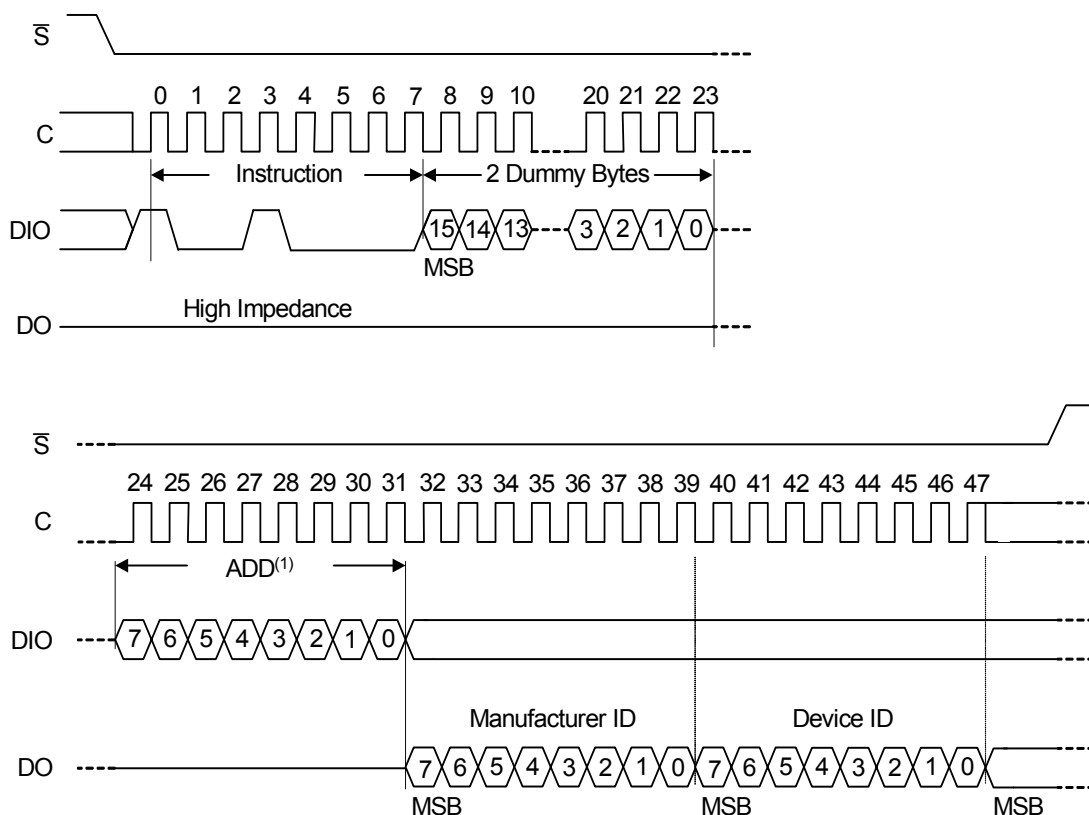 S̅
0 1 2 3 4 5 6 7 8 9 10 20 21 22 23
C
Instruction 2 Dummy Bytes
DIO 15 14 13 3 2 1 0
MSB
High Impedance
DO
S̅
24 25 26 27 28 29 30 31 32 33 34 35 36 37 38 39 40 41 42 43 44 45 46 47
C
ADD(1)
DIO 7 6 5 4 3 2 1 0
Manufacturer ID Device ID
DO 7 6 5 4 3 2 1 0 7 6 5 4 3 2 1 0
MSB MSB MSB